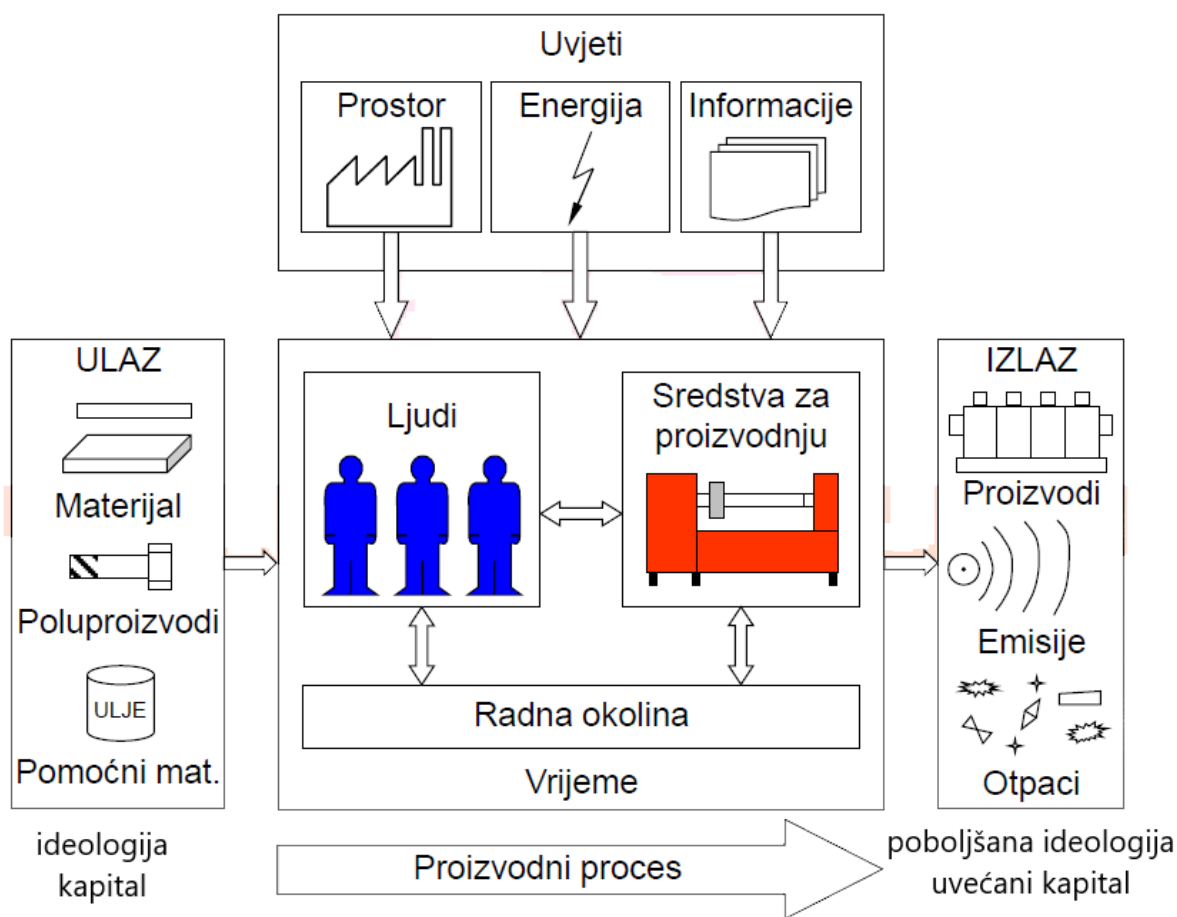 Uvjeti
Prostor
Energija
Informacije
ULAZ
Materijal
Poluproizvodi
ULJE
Pomoćni mat.
Ljudi
Sredstva za
proizvodnju
Radna okolina
Vrijeme
IZLAZ
Proizvodi
Emisije
Otpaci
ideologija
kapital
Proizvodni proces
poboljšana ideologija
uvećani kapital